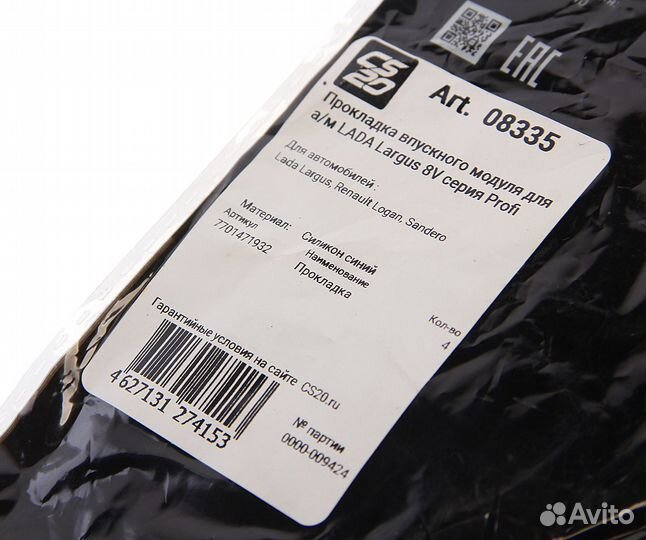 CS
20
EAC
Art. 08335
Прокладка впускного модуля для
а/м LADA Largus 8V серия Profi
Для автомобилей :
Lada Largus, Renault Logan, Sandero
Материал: Силикон синий
Артикул Наименование Кол-во
7701471932 Прокладка 4
Гарантийные условия на сайте CS20.ru
4 627131 274153
№ партии
0000-009424
Avito